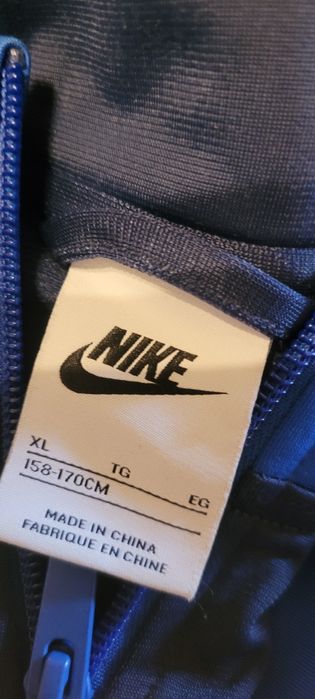 NIKE
XL TG EG
158-170CM
MADE IN CHINA
FABRIQUE EN CHINE